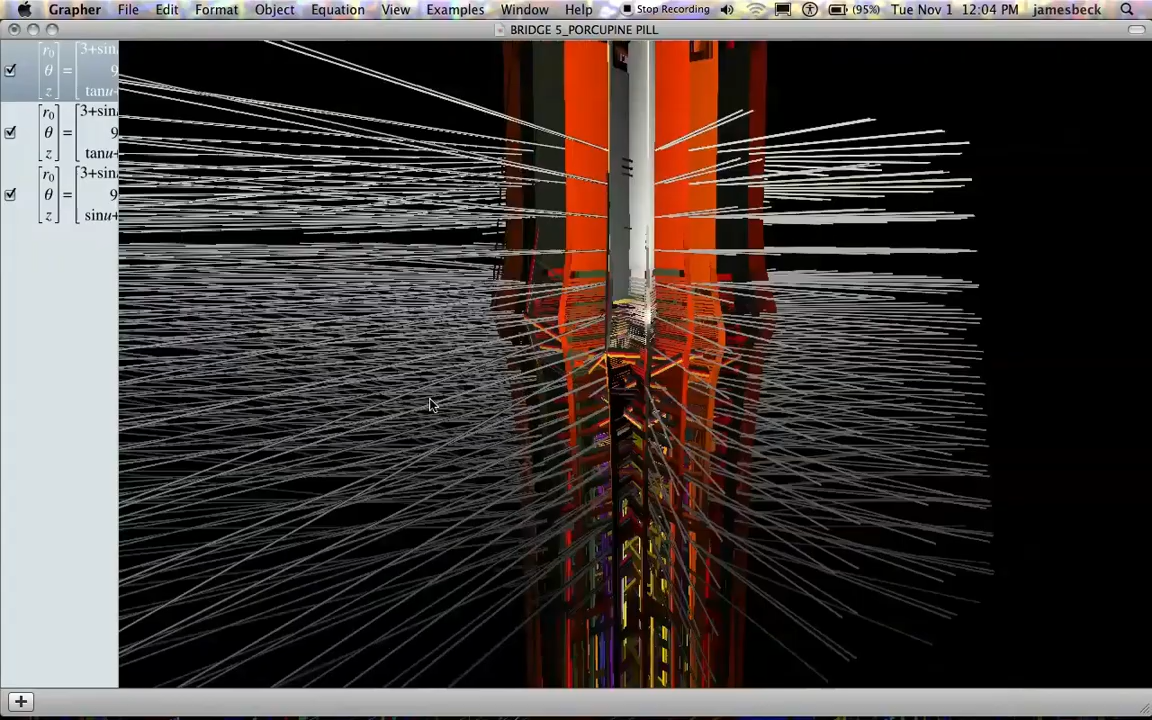 Grapher File Edit Format Object Equation View Examples Window Help Stop Recording (95%) Tue Nov 1 12:04 PM jamesbeck
BRIDGE 5_PORCUPINE PILL
r₀ 3+sin
θ = 9
z tanu+
r₀ 3+sin
θ = 9
z tanu+
r₀ 3+sin
θ = 9
z sinu+